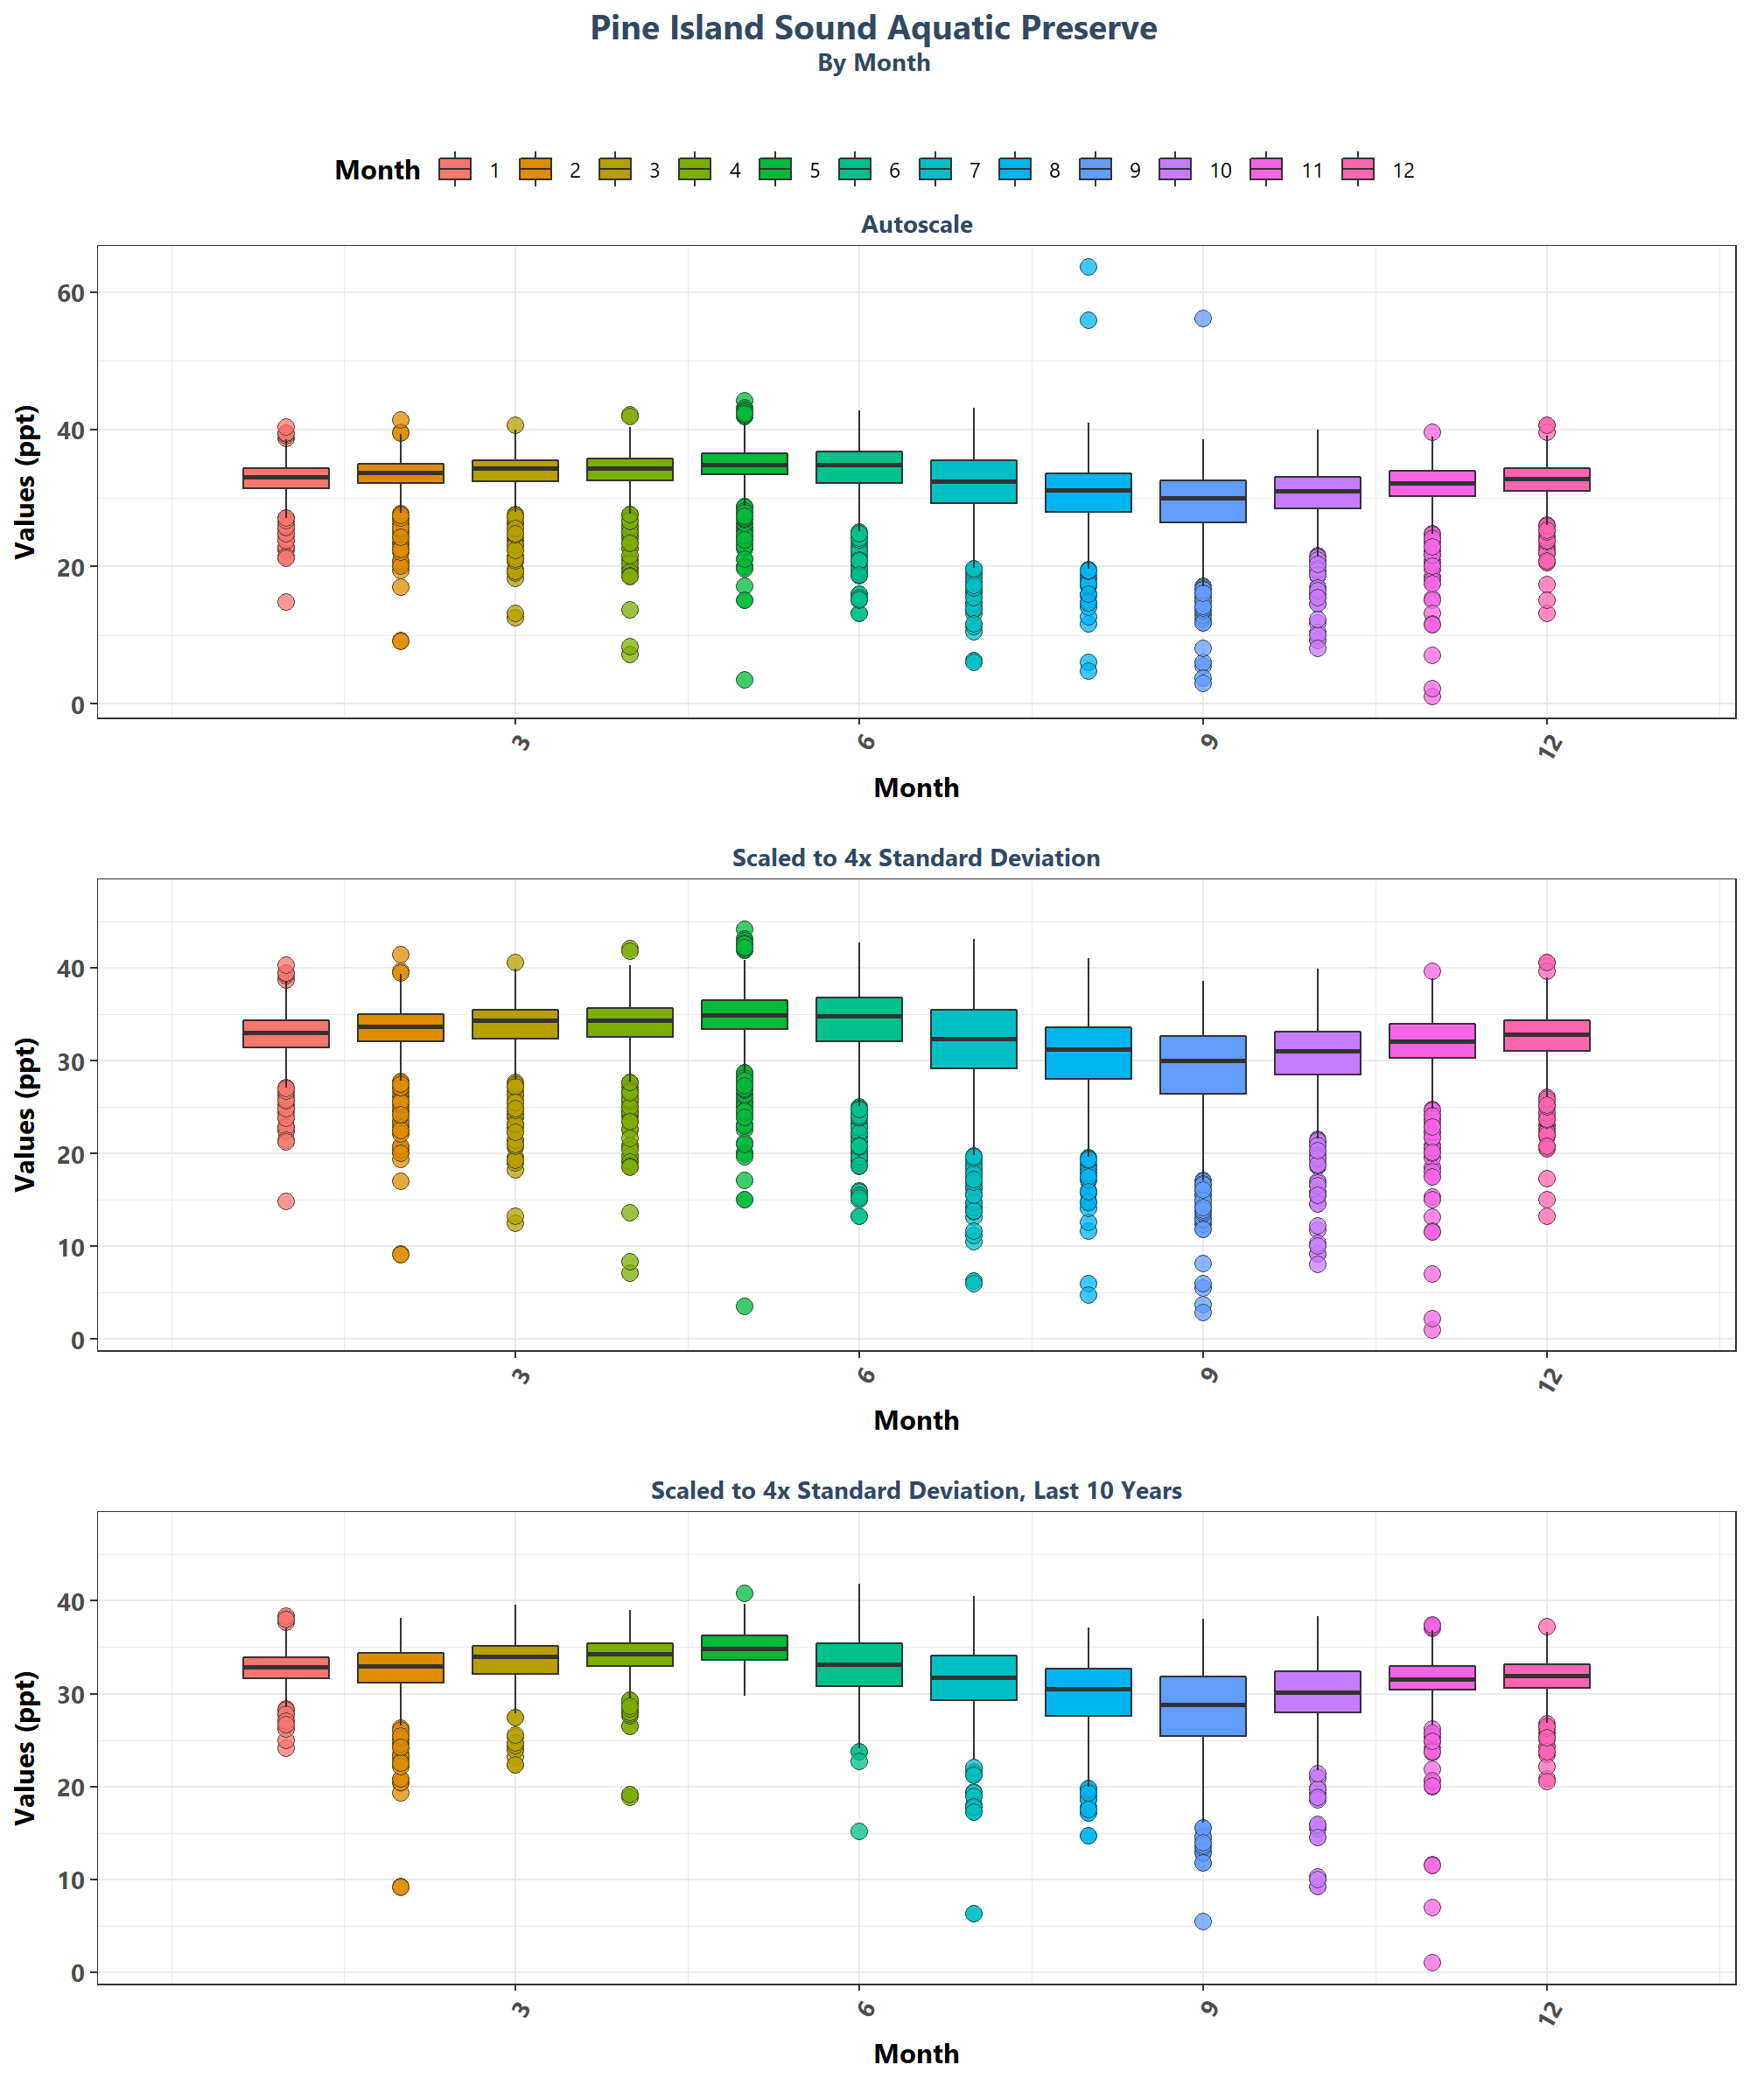 Pine Island Sound Aquatic Preserve
By Month
Month 1 2 3 4 5 6 7 8 9 10 11 12
Autoscale
Values (ppt)
60
40
20
0
3 6 9 12
Month
Scaled to 4x Standard Deviation
Values (ppt)
40
30
20
10
0
3 6 9 12
Month
Scaled to 4x Standard Deviation, Last 10 Years
Values (ppt)
40
30
20
10
0
3 6 9 12
Month